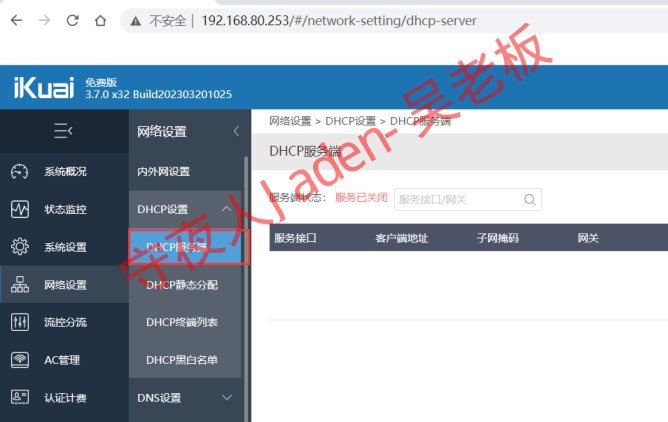 不安全 | 192.168.80.253/#/network-setting/dhcp-server
iKuai 免费版
3.7.0 x32 Build202303201025
网络设置 > DHCP设置 > DHCP服务端
网络设置
DHCP服务端
系统概况
内外网设置
服务端状态： 服务已关闭 服务接口/网关
状态监控
DHCP设置
系统设置
DHCP服务端
服务接口 客户端地址 子网掩码 网关
网络设置
DHCP静态分配
流控分流
DHCP终端列表
AC管理
DHCP黑白名单
认证计费
DNS设置
守夜人Jaden-吴老板